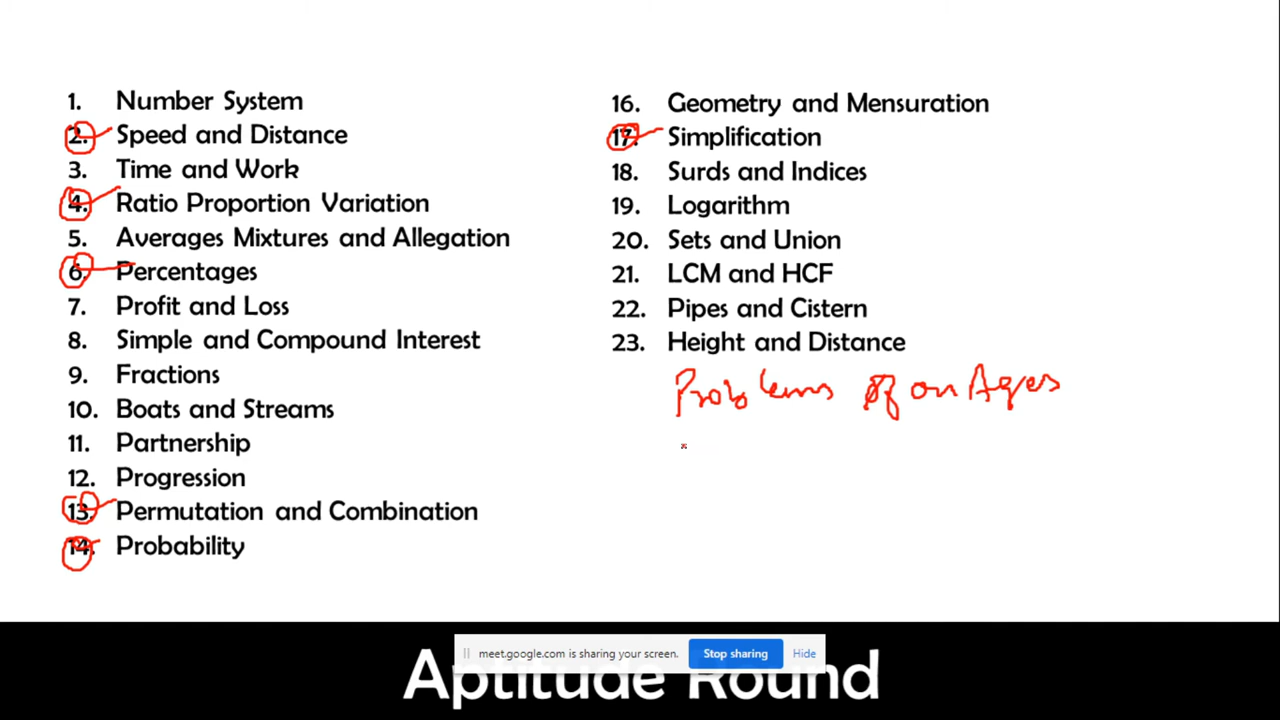 1. Number System
2. Speed and Distance
3. Time and Work
4. Ratio Proportion Variation
5. Averages Mixtures and Allegation
6. Percentages
7. Profit and Loss
8. Simple and Compound Interest
9. Fractions
10. Boats and Streams
11. Partnership
12. Progression
13. Permutation and Combination
14. Probability
16. Geometry and Mensuration
17. Simplification
18. Surds and Indices
19. Logarithm
20. Sets and Union
21. LCM and HCF
22. Pipes and Cistern
23. Height and Distance
Problems on Ages
meet.google.com is sharing your screen. Stop sharing Hide
Aptitude Round